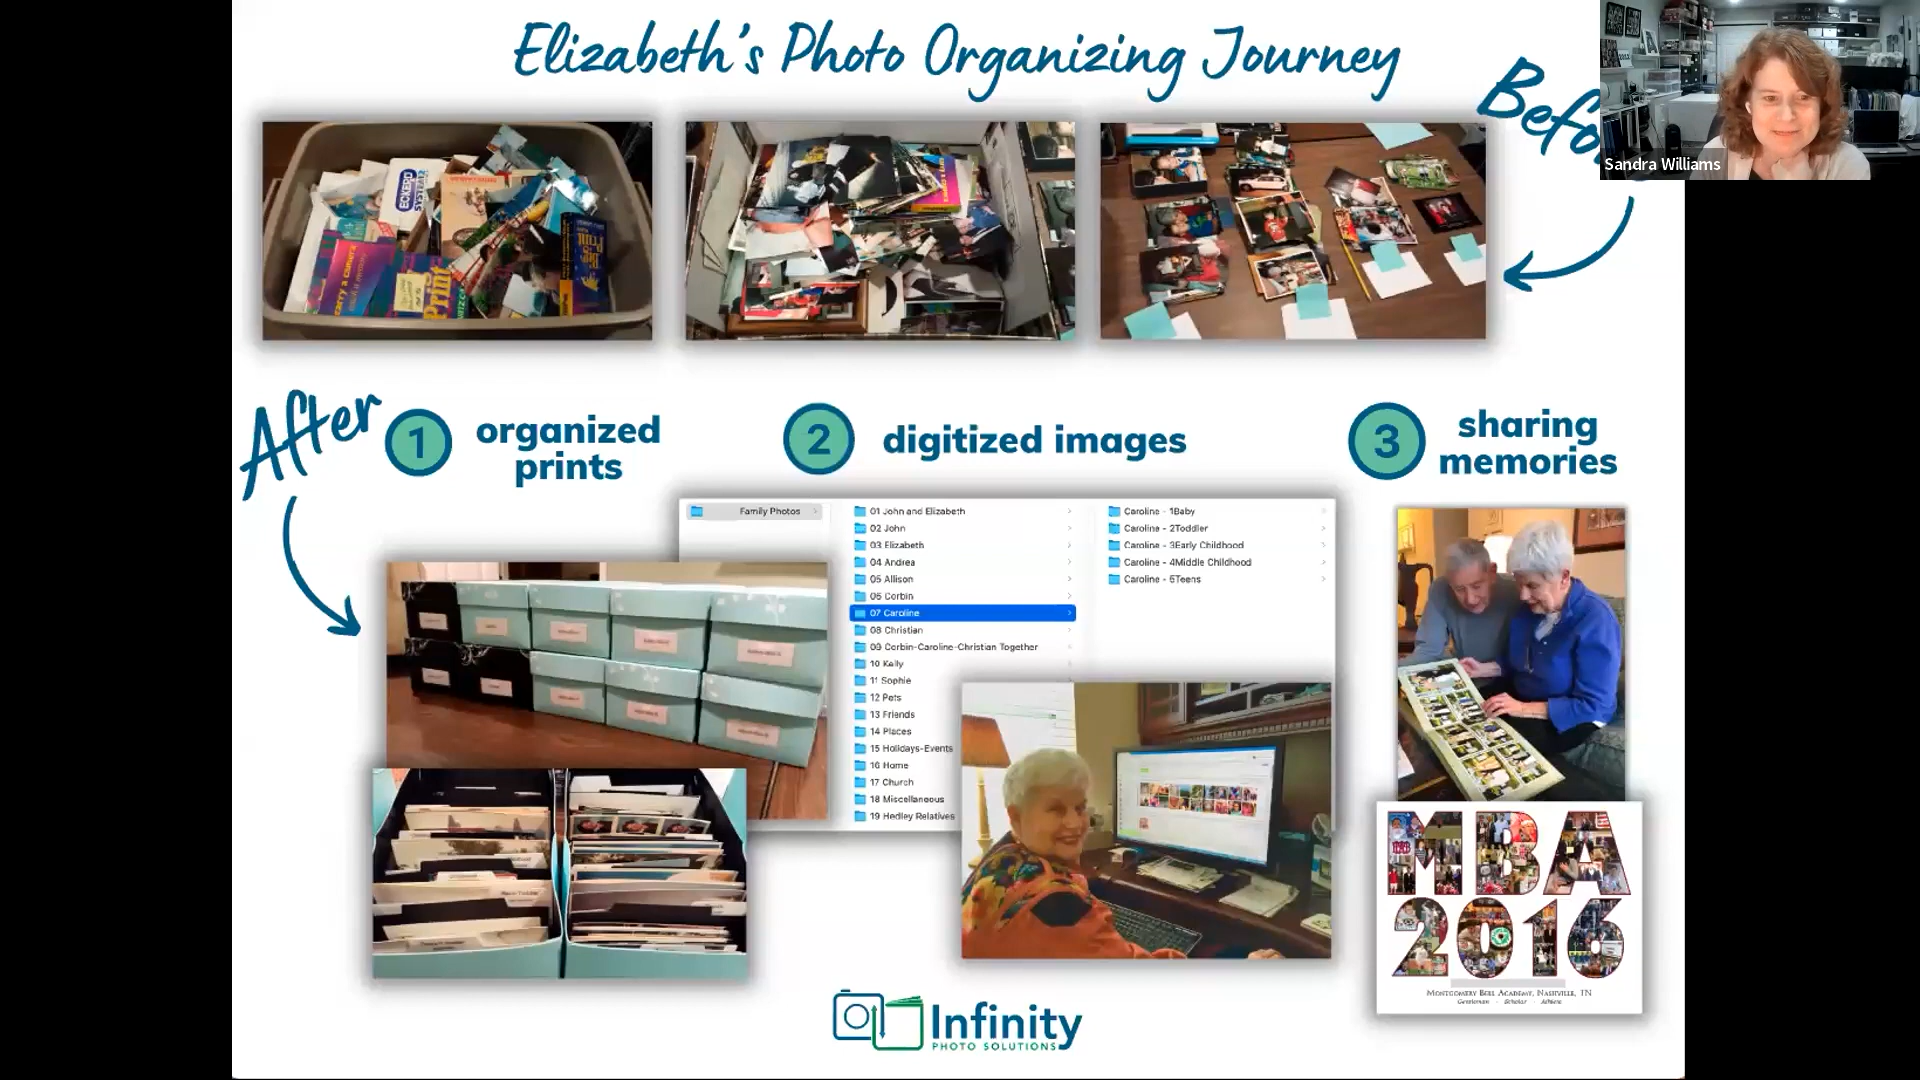 Elizabeth's Photo Organizing Journey
Sandra Williams
ECKERD
After
1
organized
prints
2
digitized images
3
sharing
memories
Family Photos
01 John and Elizabeth
02 John
03 Elizabeth
04 Andrea
05 Allison
06 Corbin
07 Caroline
08 Christian
09 Corbin-Caroline-Christian Together
10 Kelly
11 Sophie
12 Pets
13 Friends
14 Places
15 Holidays-Events
16 Home
17 Church
18 Miscellaneous
19 Hedley Relatives
Caroline - 1Baby
Caroline - 2Toddler
Caroline - 3Early Childhood
Caroline - 4Middle Childhood
Caroline - 5Teens
MBA
2016
Montgomery Bell Academy, Nashville, TN
Gentleman - Scholar - Athlete
Infinity
PHOTO SOLUTIONS